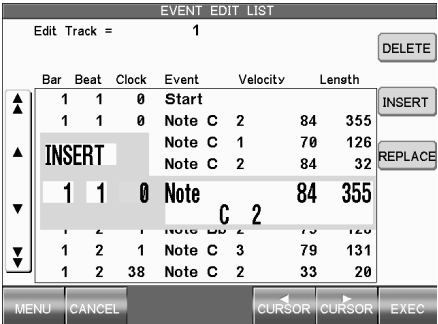 EVENT EDIT LIST
Edit Track = 1
DELETE
Bar Beat Clock Event Velocity Length
1 1 0 Start
INSERT
1 1 0 Note C 2 84 355
Note C 1 70 126
INSERT
Note C 2 84 32
REPLACE
1 1 0 Note 84 355
C 2
1 2 1 Note C 3 79 131
1 2 38 Note C 2 33 20
MENU CANCEL CURSOR CURSOR EXEC